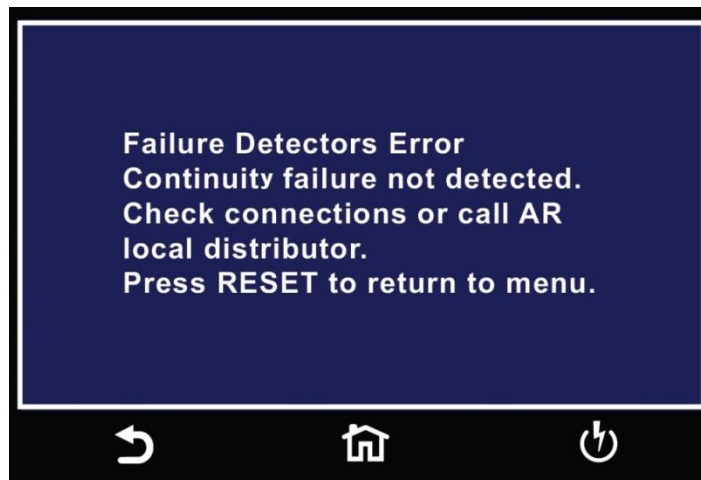 Failure Detectors Error
Continuity failure not detected.
Check connections or call AR
local distributor.
Press RESET to return to menu.